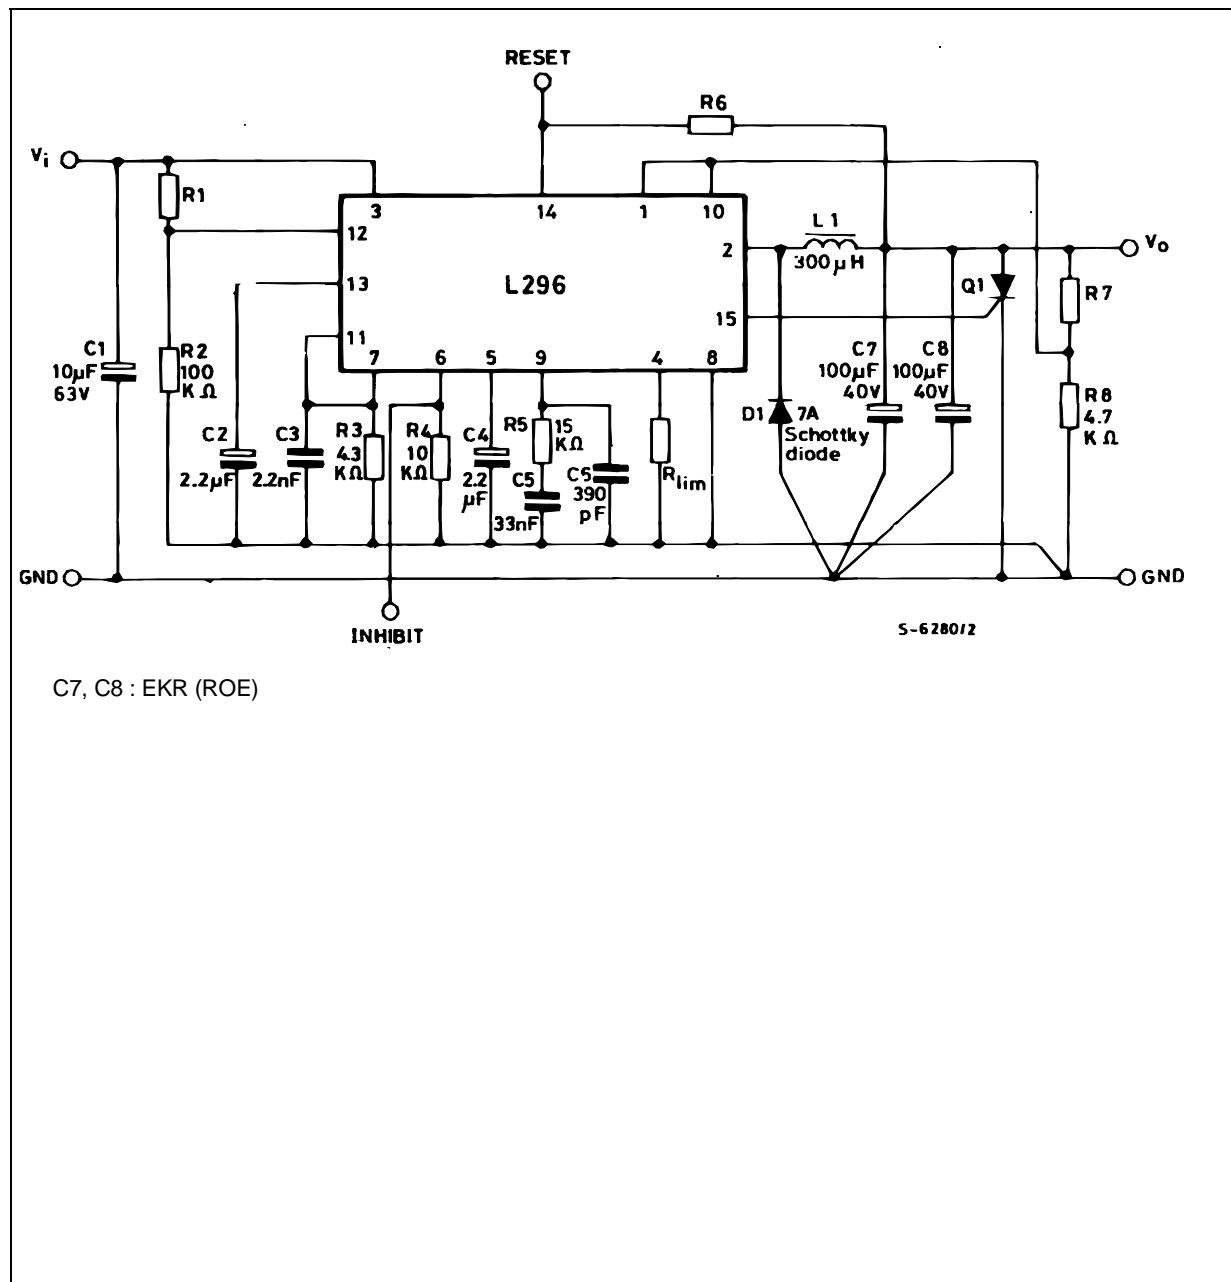 RESET
R6
Vi
R1
3
14
1
10
12
2
L1
300µH
Vo
13
L296
Q1
R7
15
11
7
6
5
9
4
8
C1
10µF
63V
R2
100
KΩ
C7
100µF
40V
C8
100µF
40V
R8
4.7
KΩ
D1
7A
Schottky
diode
C2
2.2µF
C3
2.2nF
R3
4.3
KΩ
R4
10
KΩ
C4
2.2
µF
R5
15
KΩ
C5
33nF
C5
390
pF
Rlim
GND
GND
INHIBIT
S-6280/2
C7, C8 : EKR (ROE)